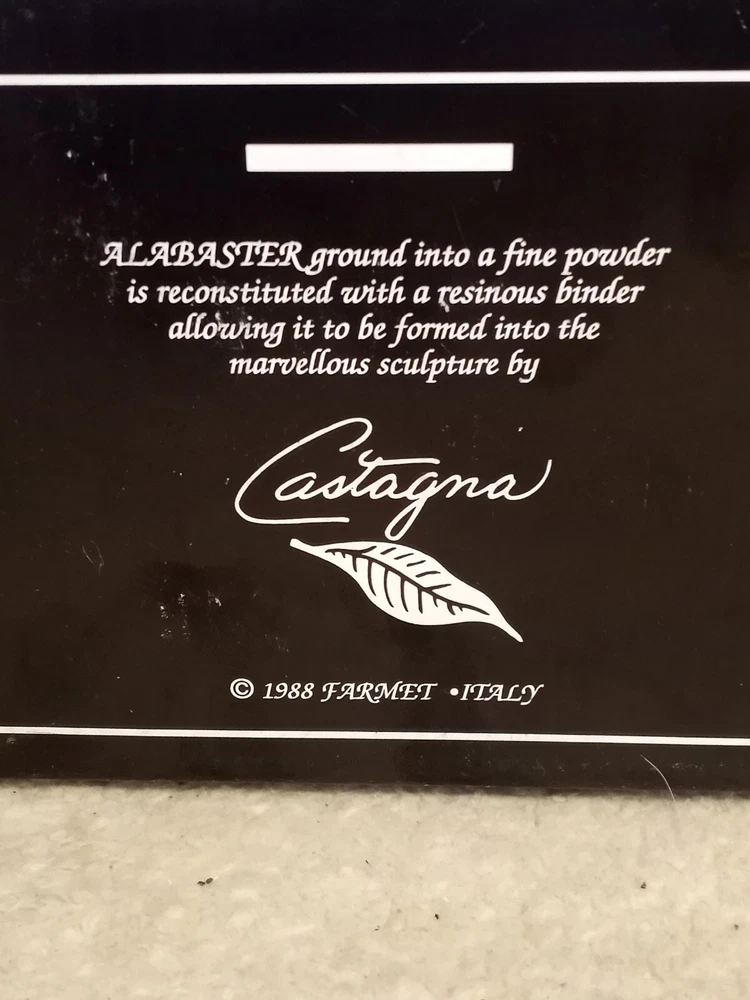 ALABASTER ground into a fine powder
is reconstituted with a resinous binder
allowing it to be formed into the
marvellous sculpture by
Castagna
© 1988 FARMET •ITALY